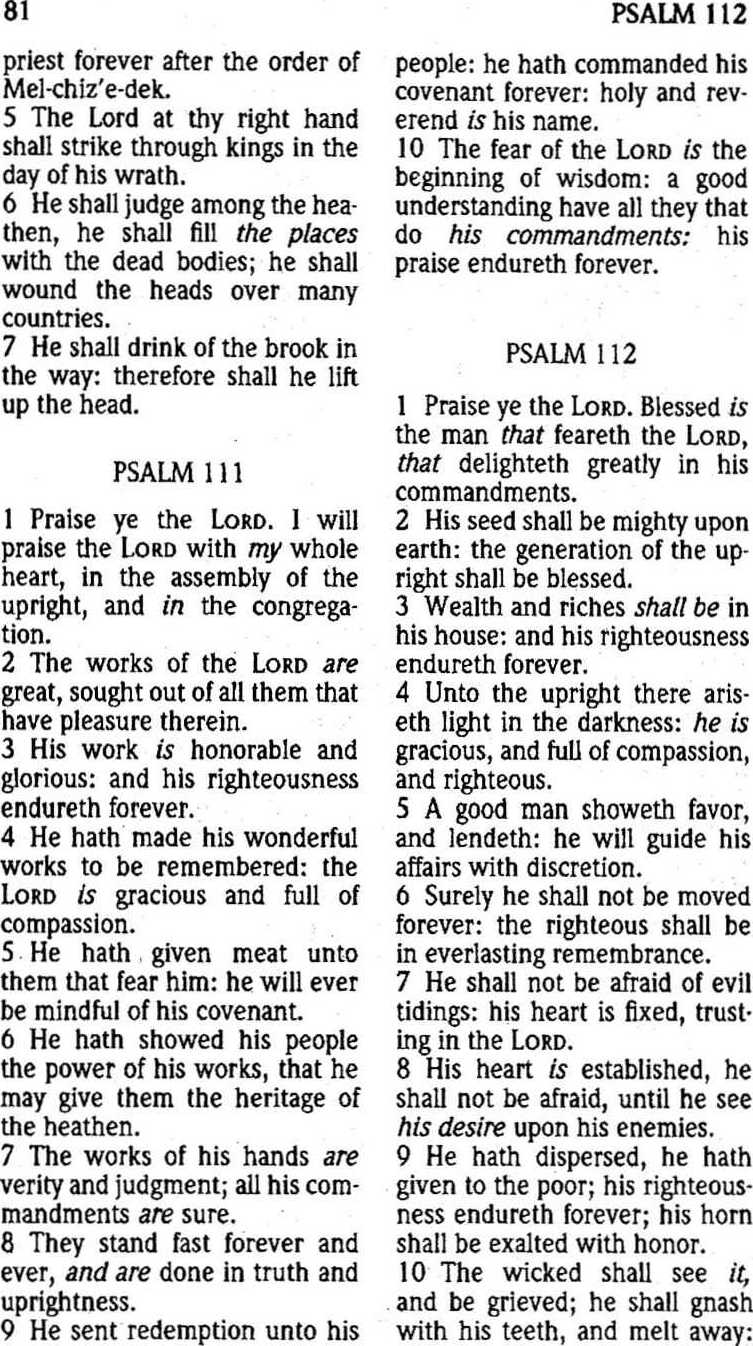 81
PSALM 112
priest forever after the order of
Mel-chiz'e-dek.
5 The Lord at thy right hand
shall strike through kings in the
day of his wrath.
6 He shall judge among the hea-
then, he shall fill the places
with the dead bodies; he shall
wound the heads over many
countries.
7 He shall drink of the brook in
the way: therefore shall he lift
up the head.
PSALM 111
1 Praise ye the LORD. I will
praise the LORD with my whole
heart, in the assembly of the
upright, and in the congrega-
tion.
2 The works of the LORD are
great, sought out of all them that
have pleasure therein.
3 His work is honorable and
glorious: and his righteousness
endureth forever.
4 He hath made his wonderful
works to be remembered: the
LORD is gracious and full of
compassion.
5 He hath given meat unto
them that fear him: he will ever
be mindful of his covenant.
6 He hath showed his people
the power of his works, that he
may give them the heritage of
the heathen.
7 The works of his hands are
verity and judgment; all his com-
mandments are sure.
8 They stand fast forever and
ever, and are done in truth and
uprightness.
9 He sent redemption unto his
people: he hath commanded his
covenant forever: holy and rev-
erend is his name.
10 The fear of the LORD is the
beginning of wisdom: a good
understanding have all they that
do his commandments: his
praise endureth forever.
PSALM 112
1 Praise ye the LORD. Blessed is
the man that feareth the LORD,
that delighteth greatly in his
commandments.
2 His seed shall be mighty upon
earth: the generation of the up-
right shall be blessed.
3 Wealth and riches shall be in
his house: and his righteousness
endureth forever.
4 Unto the upright there aris-
eth light in the darkness: he is
gracious, and full of compassion,
and righteous.
5 A good man showeth favor,
and lendeth: he will guide his
affairs with discretion.
6 Surely he shall not be moved
forever: the righteous shall be
in everlasting remembrance.
7 He shall not be afraid of evil
tidings: his heart is fixed, trust-
ing in the LORD.
8 His heart is established, he
shall not be afraid, until he see
his desire upon his enemies.
9 He hath dispersed, he hath
given to the poor; his righteous-
ness endureth forever; his horn
shall be exalted with honor.
10 The wicked shall see it,
and be grieved; he shall gnash
with his teeth, and melt away: